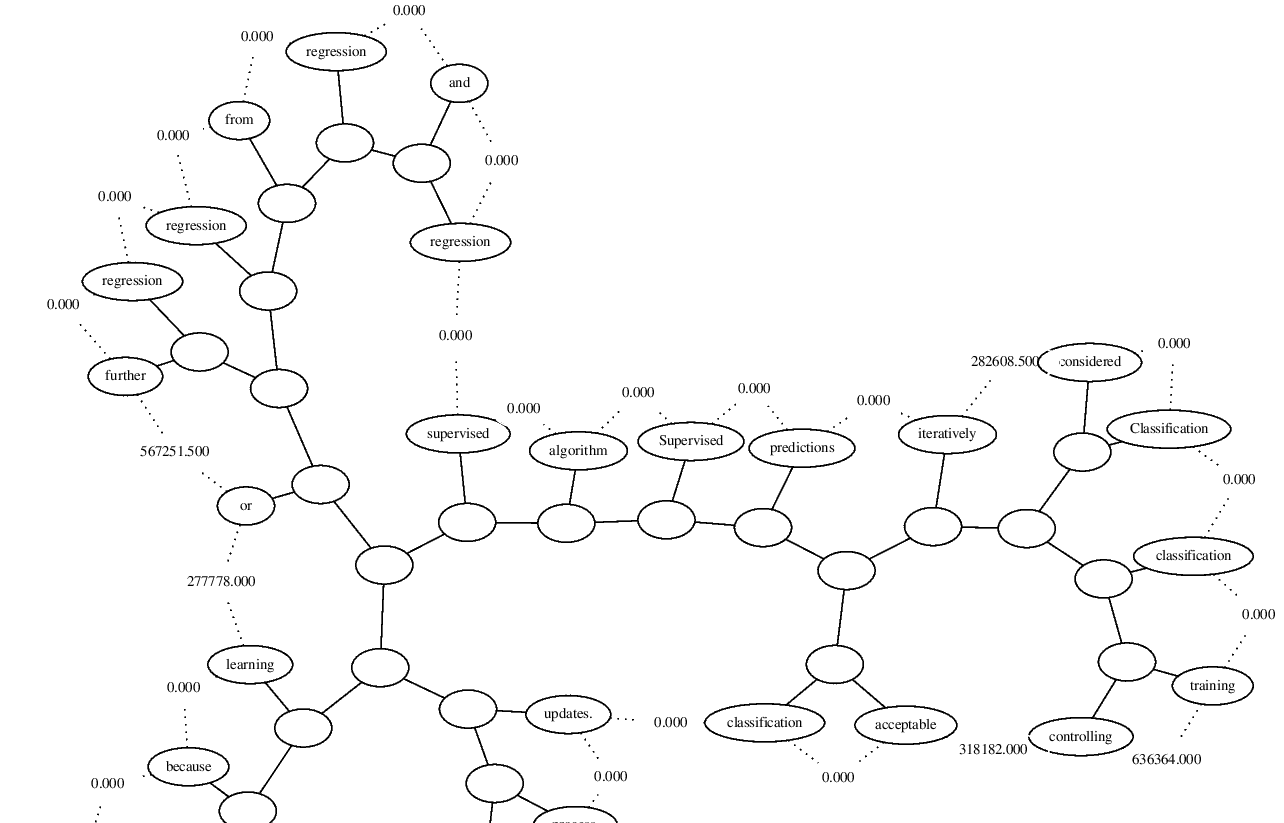 0.000
0.000
regression
and
from
0.000
0.000
0.000
regression
regression
regression
0.000
0.000
0.000
282608.500
considered
further
0.000
0.000
0.000
supervised
0.000
algorithm
Supervised
predictions
iteratively
Classification
567251.500
0.000
or
classification
277778.000
0.000
learning
0.000
training
updates.
0.000
classification
acceptable
controlling
318182.000
636364.000
because
0.000
0.000
0.000
process